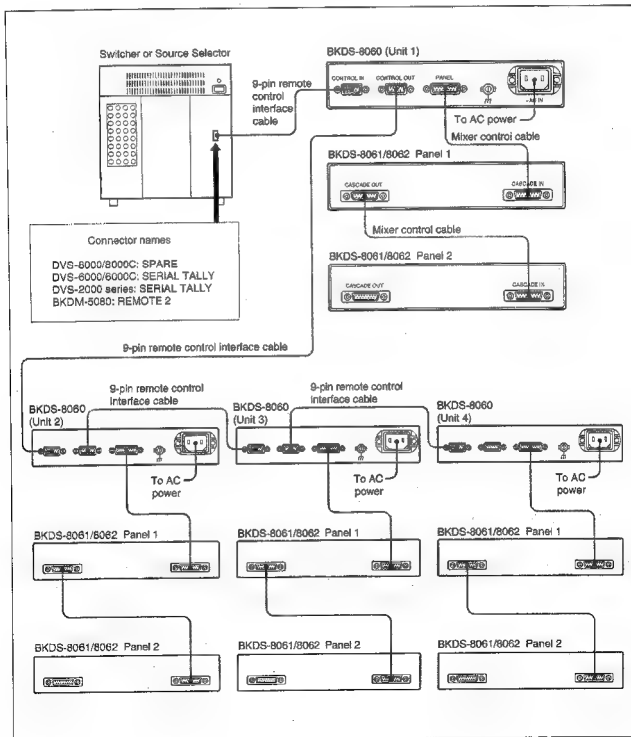 Switcher or Source Selector
BKDS-8060 (Unit 1)
9-pin remote
control
interface
cable
CONTROL IN
CONTROL OUT
PANEL
~AC IN
To AC power
Mixer control cable
BKDS-8061/8062 Panel 1
CASCADE OUT
CASCADE IN
Mixer control cable
BKDS-8061/8062 Panel 2
CASCADE OUT
CASCADE IN
Connector names
DVS-8000/8000C: SPARE
DVS-6000/6000C: SERIAL TALLY
DVS-2000 series: SERIAL TALLY
BKDM-5080: REMOTE 2
9-pin remote control interface cable
BKDS-8060
(Unit 2)
9-pin remote control
interface cable
BKDS-8060
(Unit 3)
9-pin remote control
interface cable
BKDS-8060
(Unit 4)
To AC
power
To AC
power
To AC
power
BKDS-8061/8062 Panel 1
BKDS-8061/8062 Panel 1
BKDS-8061/8062 Panel 1
BKDS-8061/8062 Panel 2
BKDS-8061/8062 Panel 2
BKDS-8061/8062 Panel 2